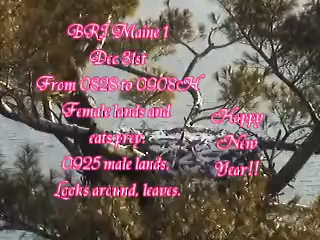 BRI Maine 1
Dec 31st
From 0828 to 0908H
Female lands and
eats prey.
0925 male lands.
Looks around, leaves.
Happy
New
Year!!